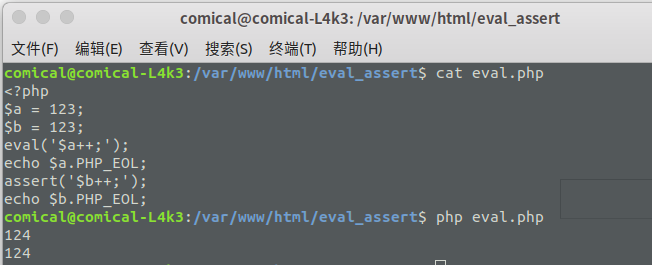 comical@comical-L4k3: /var/www/html/eval_assert
文件(F) 编辑(E) 查看(V) 搜索(S) 终端(T) 帮助(H)
comical@comical-L4k3:/var/www/html/eval_assert$ cat eval.php
<?php
$a = 123;
$b = 123;
eval('$a++;');
echo $a.PHP_EOL;
assert('$b++;');
echo $b.PHP_EOL;
comical@comical-L4k3:/var/www/html/eval_assert$ php eval.php
124
124